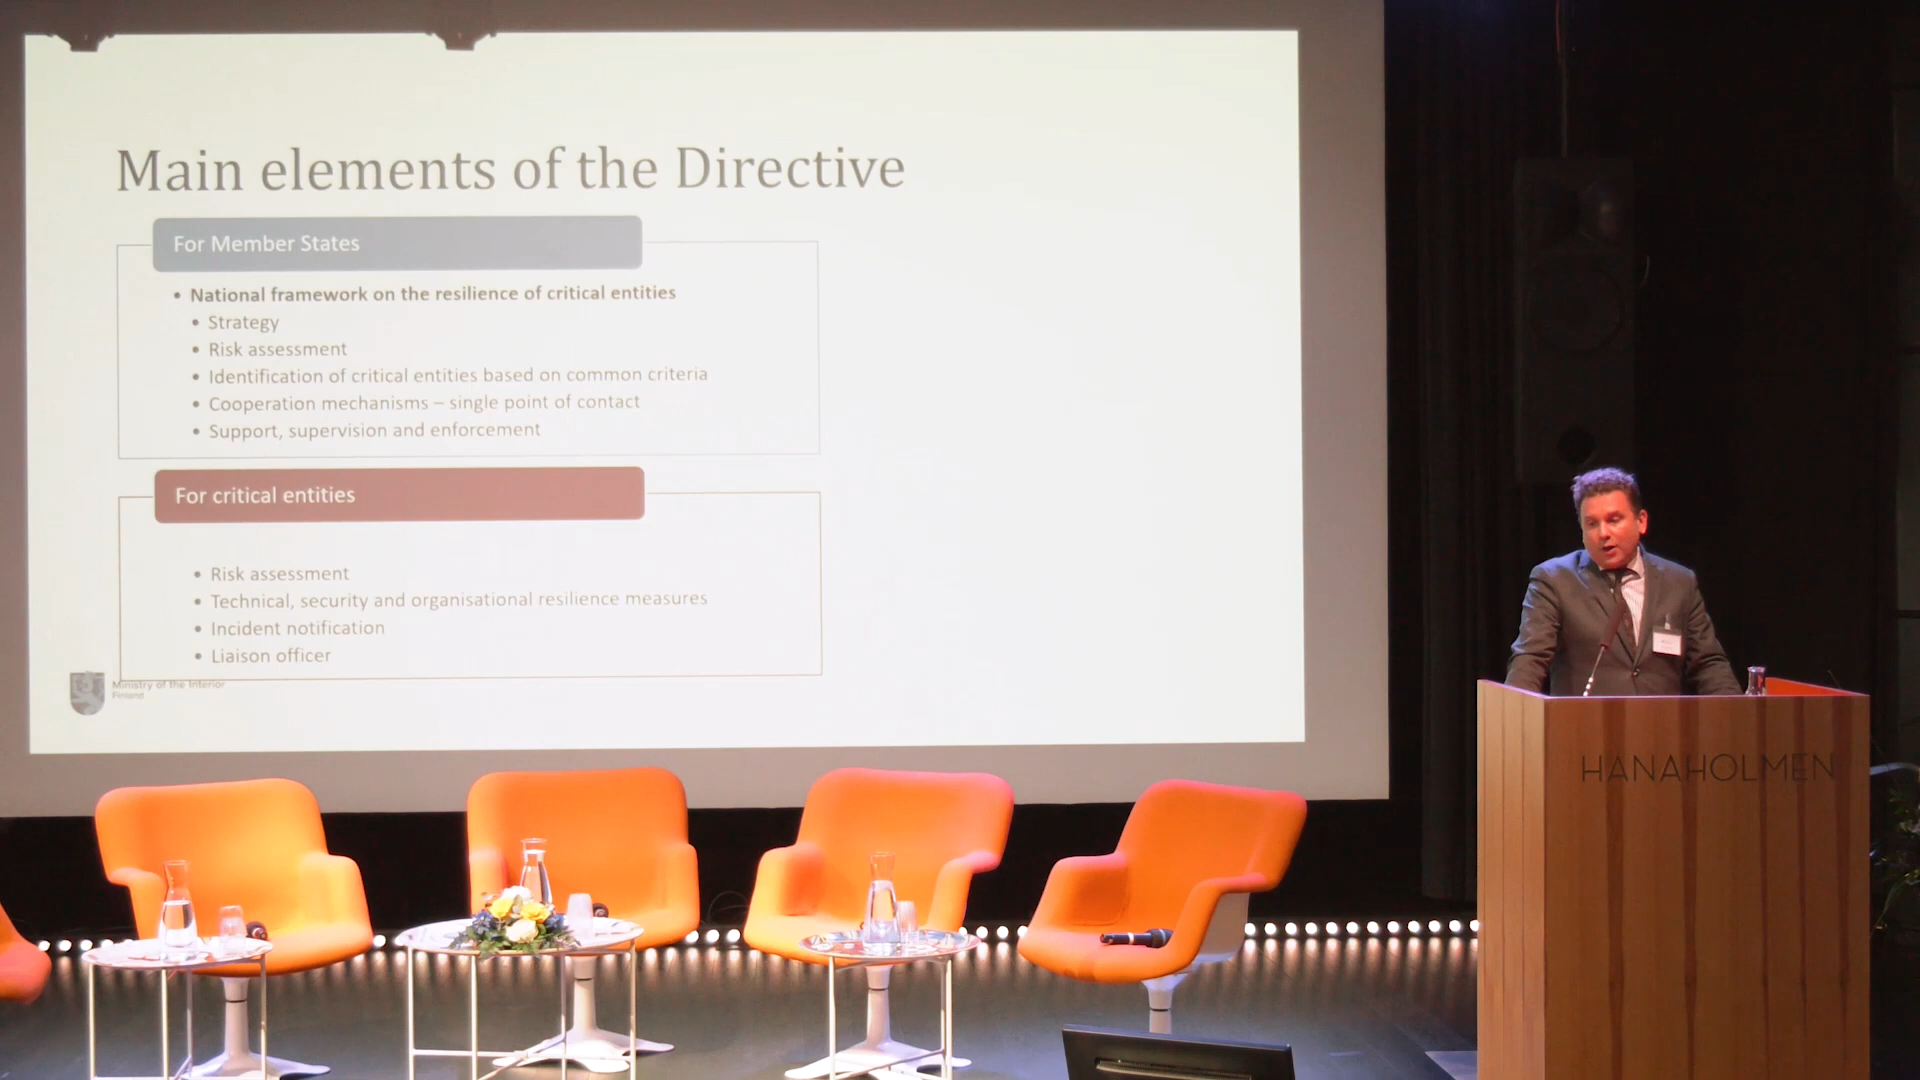 Main elements of the Directive
For Member States
• National framework on the resilience of critical entities
• Strategy
• Risk assessment
• Identification of critical entities based on common criteria
• Cooperation mechanisms – single point of contact
• Support, supervision and enforcement
For critical entities
• Risk assessment
• Technical, security and organisational resilience measures
• Incident notification
• Liaison officer
Ministry of the Interior
Finland
HANAHOLMEN